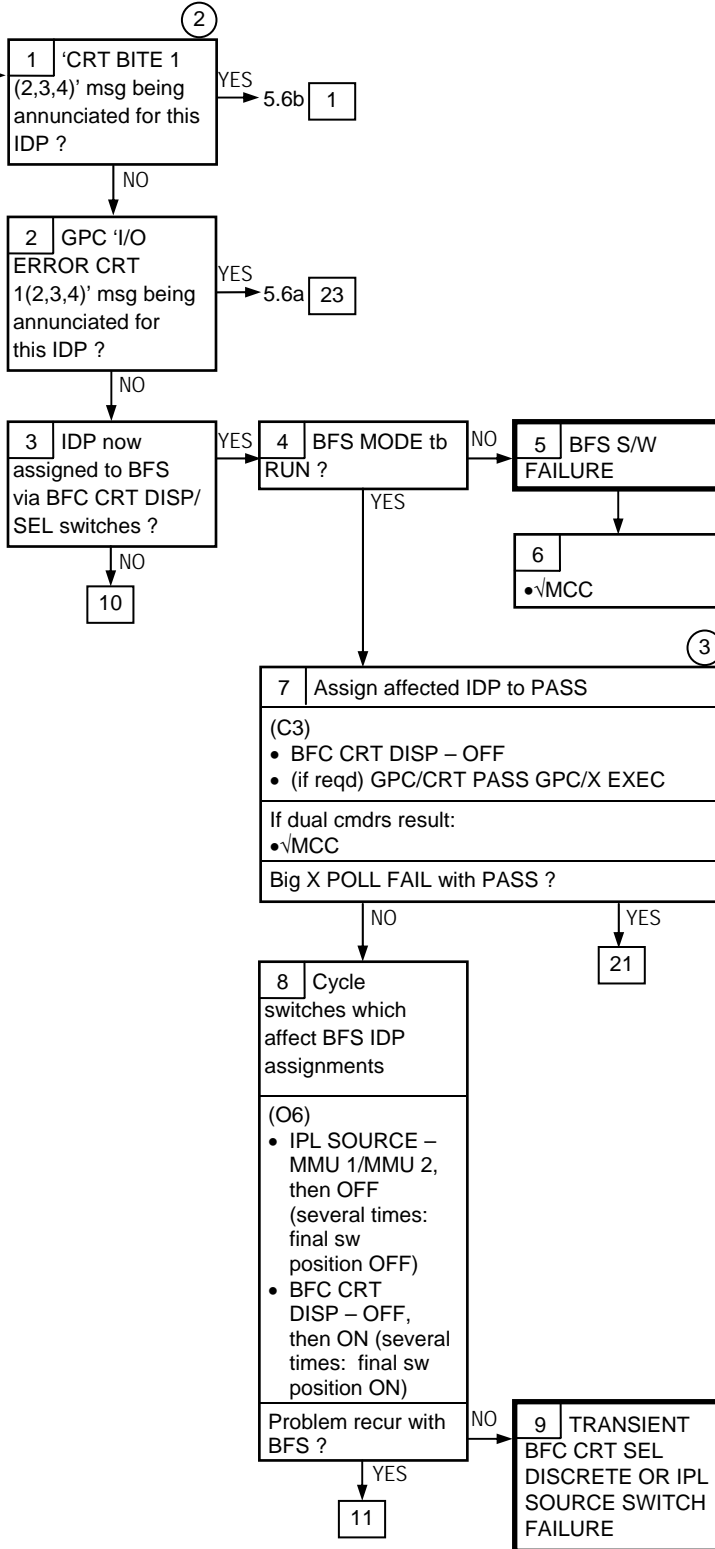 2
1 'CRT BITE 1
(2,3,4)' msg being
annunciated for this
IDP ?
YES
5.6b 1
NO
2 GPC 'I/O
ERROR CRT
1(2,3,4)' msg being
annunciated for
this IDP ?
YES
5.6a 23
NO
3 IDP now
assigned to BFS
via BFC CRT DISP/
SEL switches ?
YES
NO
10
4 BFS MODE tb
RUN ?
NO
YES
5 BFS S/W
FAILURE
6
•√MCC
3
7 Assign affected IDP to PASS
(C3)
• BFC CRT DISP – OFF
• (if reqd) GPC/CRT PASS GPC/X EXEC
If dual cmdrs result:
•√MCC
Big X POLL FAIL with PASS ?
NO
YES
21
8 Cycle
switches which
affect BFS IDP
assignments
(O6)
• IPL SOURCE –
MMU 1/MMU 2,
then OFF
(several times:
final sw
position OFF)
• BFC CRT
DISP – OFF,
then ON (several
times: final sw
position ON)
Problem recur with
BFS ?
NO
YES
11
9 TRANSIENT
BFC CRT SEL
DISCRETE OR IPL
SOURCE SWITCH
FAILURE